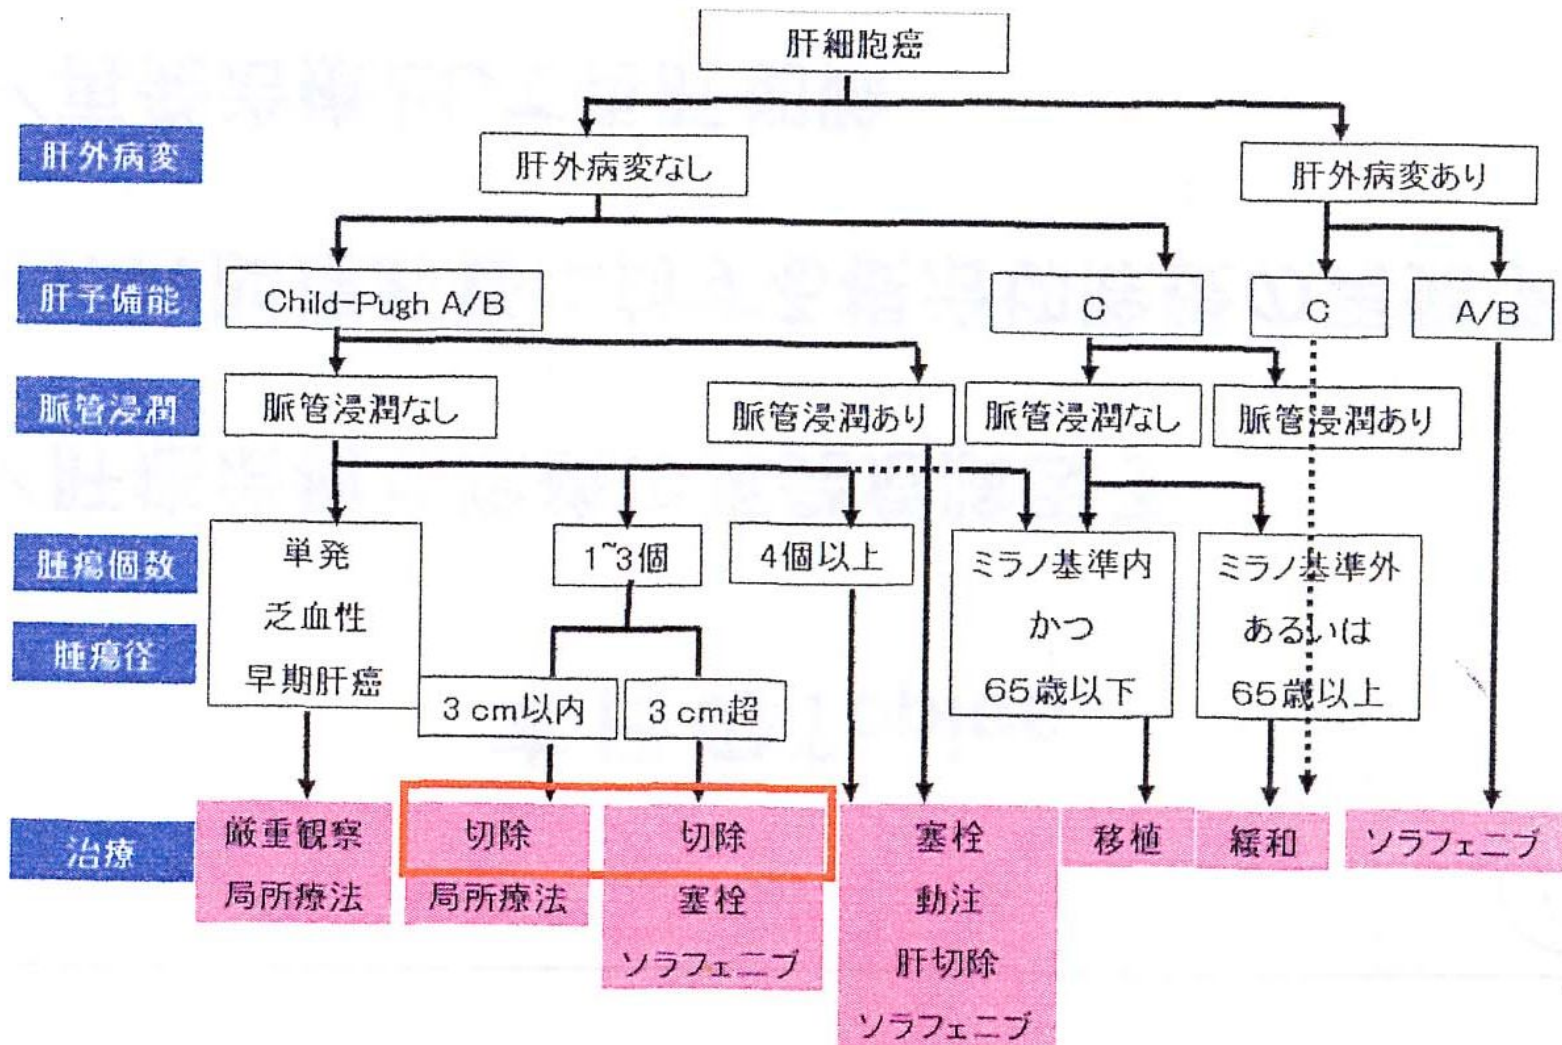 肝細胞癌
肝外病変
肝外病変なし
肝外病変あり
肝予備能
Child-Pugh A/B
C
C
A/B
脈管浸潤
脈管浸潤なし
脈管浸潤あり
脈管浸潤なし
脈管浸潤あり
腫瘍個数
腫瘍径
単発
乏血性
早期肝癌
1~3個
4個以上
ミラノ基準内
かつ
65歳以下
ミラノ基準外
あるいは
65歳以上
3 cm以内
3 cm超
治療
厳重観察
局所療法
切除
局所療法
切除
塞栓
ソラフェニブ
塞栓
動注
肝切除
ソラフェニブ
移植
緩和
ソラフェニブ